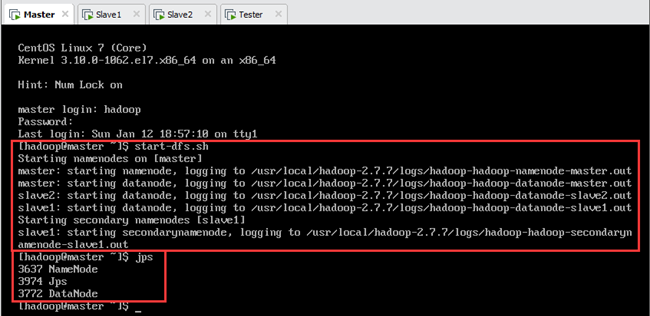 Master × Slave1 × Slave2 × Tester ×
CentOS Linux 7 (Core)
Kernel 3.10.0-1062.el7.x86_64 on an x86_64
Hint: Num Lock on
master login: hadoop
Password:
Last login: Sun Jan 12 18:57:10 on tty1
[hadoop@master ~]$ start-dfs.sh
Starting namenodes on [master]
master: starting namenode, logging to /usr/local/hadoop-2.7.7/logs/hadoop-hadoop-namenode-master.out
master: starting datanode, logging to /usr/local/hadoop-2.7.7/logs/hadoop-hadoop-datanode-master.out
slave2: starting datanode, logging to /usr/local/hadoop-2.7.7/logs/hadoop-hadoop-datanode-slave2.out
slave1: starting datanode, logging to /usr/local/hadoop-2.7.7/logs/hadoop-hadoop-datanode-slave1.out
Starting secondary namenodes [slave1]
slave1: starting secondarynamenode, logging to /usr/local/hadoop-2.7.7/logs/hadoop-hadoop-secondaryn
amenode-slave1.out
[hadoop@master ~]$ jps
3637 NameNode
3974 Jps
3772 DataNode
[hadoop@master ~]$ _